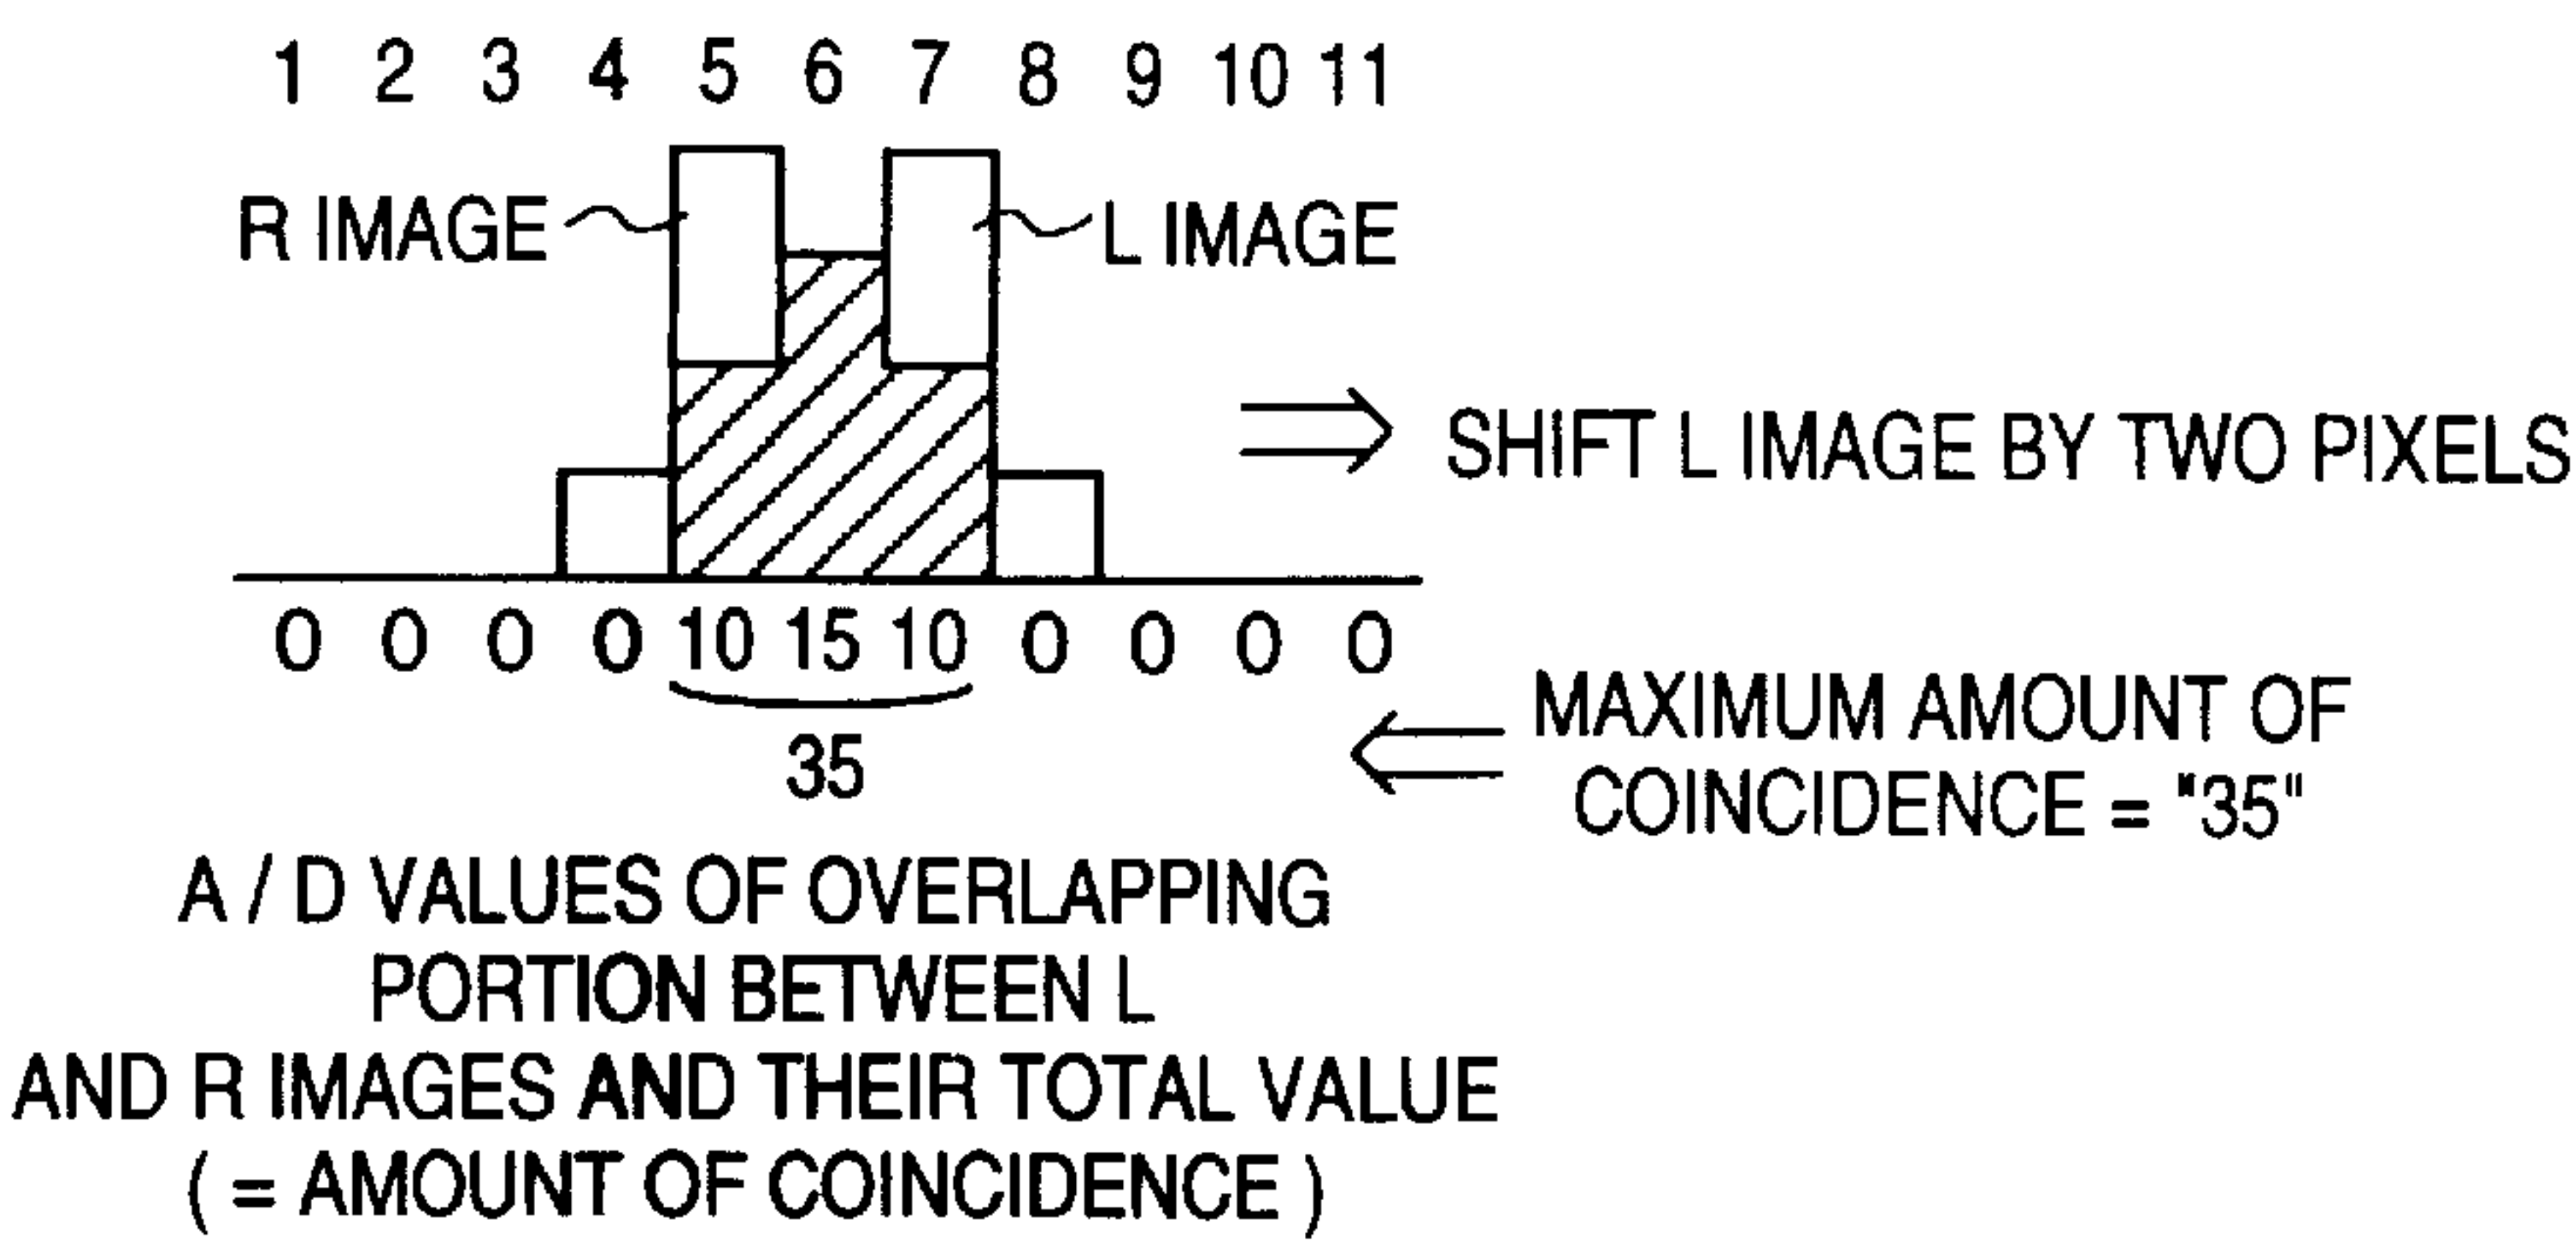 1 2 3 4 5 6 7 8 9 10 11
R IMAGE
L IMAGE
SHIFT L IMAGE BY TWO PIXELS
0 0 0 0 10 15 10 0 0 0 0
35
MAXIMUM AMOUNT OF
COINCIDENCE = "35"
A / D VALUES OF OVERLAPPING
PORTION BETWEEN L
AND R IMAGES AND THEIR TOTAL VALUE
( = AMOUNT OF COINCIDENCE )